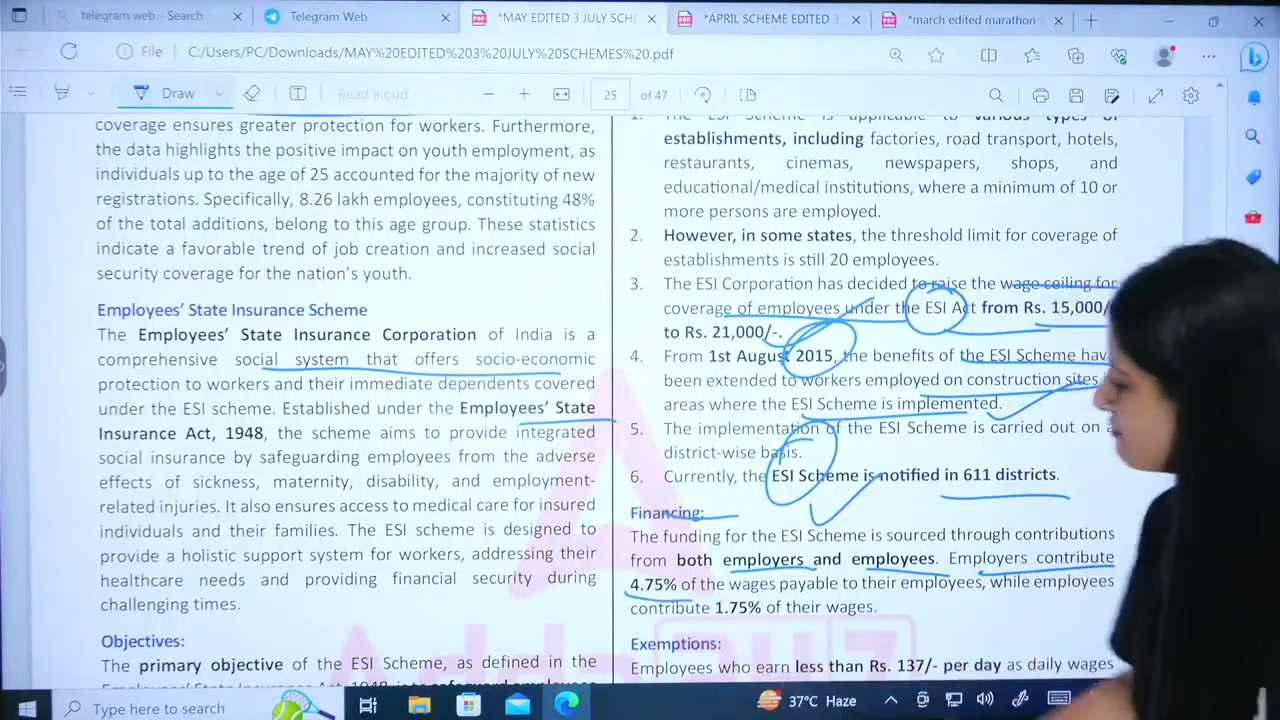 telegram web - Search
Telegram Web
*MAY EDITED 3 JULY SCHE
*APRIL SCHEME EDITED 3
*march edited marathon
File
C:/Users/PC/Downloads/MAY%20EDITED%203%20JULY%20SCHEMES%20.pdf
Draw
Read aloud
25 of 47
coverage ensures greater protection for workers. Furthermore,
the data highlights the positive impact on youth employment, as
individuals up to the age of 25 accounted for the majority of new
registrations. Specifically, 8.26 lakh employees, constituting 48%
of the total additions, belong to this age group. These statistics
indicate a favorable trend of job creation and increased social
security coverage for the nation's youth.
Employees' State Insurance Scheme
The Employees' State Insurance Corporation of India is a
comprehensive social system that offers socio-economic
protection to workers and their immediate dependents covered
under the ESI scheme. Established under the Employees' State
Insurance Act, 1948, the scheme aims to provide integrated
social insurance by safeguarding employees from the adverse
effects of sickness, maternity, disability, and employment-
related injuries. It also ensures access to medical care for insured
individuals and their families. The ESI scheme is designed to
provide a holistic support system for workers, addressing their
healthcare needs and providing financial security during
challenging times.
Objectives:
The primary objective of the ESI Scheme, as defined in the
1. The ESI Scheme is applicable to various types of
establishments, including factories, road transport, hotels,
restaurants, cinemas, newspapers, shops, and
educational/medical institutions, where a minimum of 10 or
more persons are employed.
2. However, in some states, the threshold limit for coverage of
establishments is still 20 employees.
3. The ESI Corporation has decided to raise the wage ceiling for
coverage of employees under the ESI Act from Rs. 15,000/
to Rs. 21,000/-.
4. From 1st August 2015, the benefits of the ESI Scheme hav
been extended to workers employed on construction sites
areas where the ESI Scheme is implemented.
5. The implementation of the ESI Scheme is carried out on a
district-wise basis.
6. Currently, the ESI Scheme is notified in 611 districts.
Financing:
The funding for the ESI Scheme is sourced through contributions
from both employers and employees. Employers contribute
4.75% of the wages payable to their employees, while employees
contribute 1.75% of their wages.
Exemptions:
Employees who earn less than Rs. 137/- per day as daily wages
Type here to search
37°C Haze